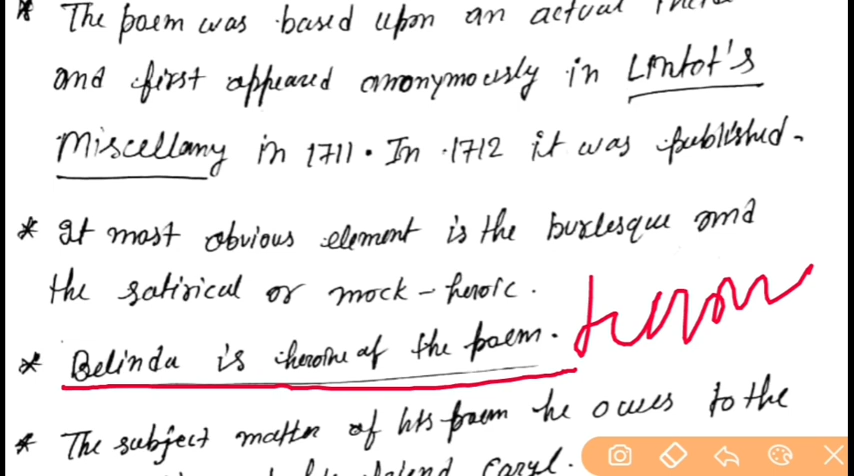 * The poem was based upon an actual
and first appeared anonymously in Lintot's
Miscellany in 1711. In 1712 it was published.
* It most obvious element is the burlesque and
the satirical or mock-heroic.
* Belinda is heroine of the poem.
* The subject matter of his poem he owes to the
friend Caryl.